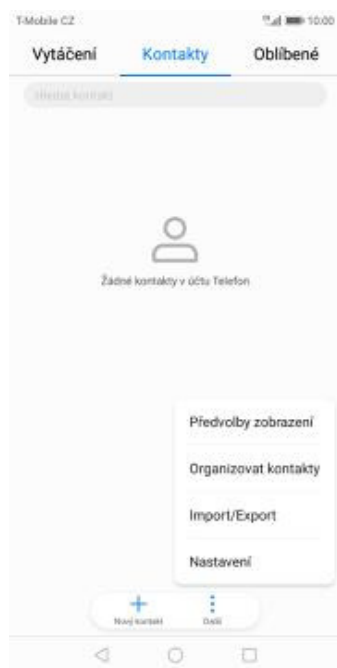 T-Mobile CZ 10:00
Vytáčení Kontakty Oblíbené
Hledat kontakt
Žádné kontakty v účtu Telefon
Předvolby zobrazení
Organizovat kontakty
Import/Export
Nastavení
Nový kontakt Další